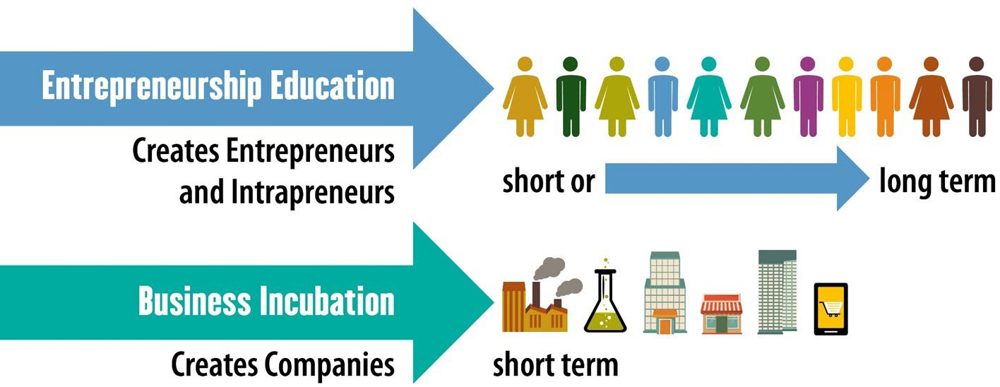 Entrepreneurship Education
Creates Entrepreneurs
and Intrapreneurs
short or
long term
Business Incubation
Creates Companies
short term